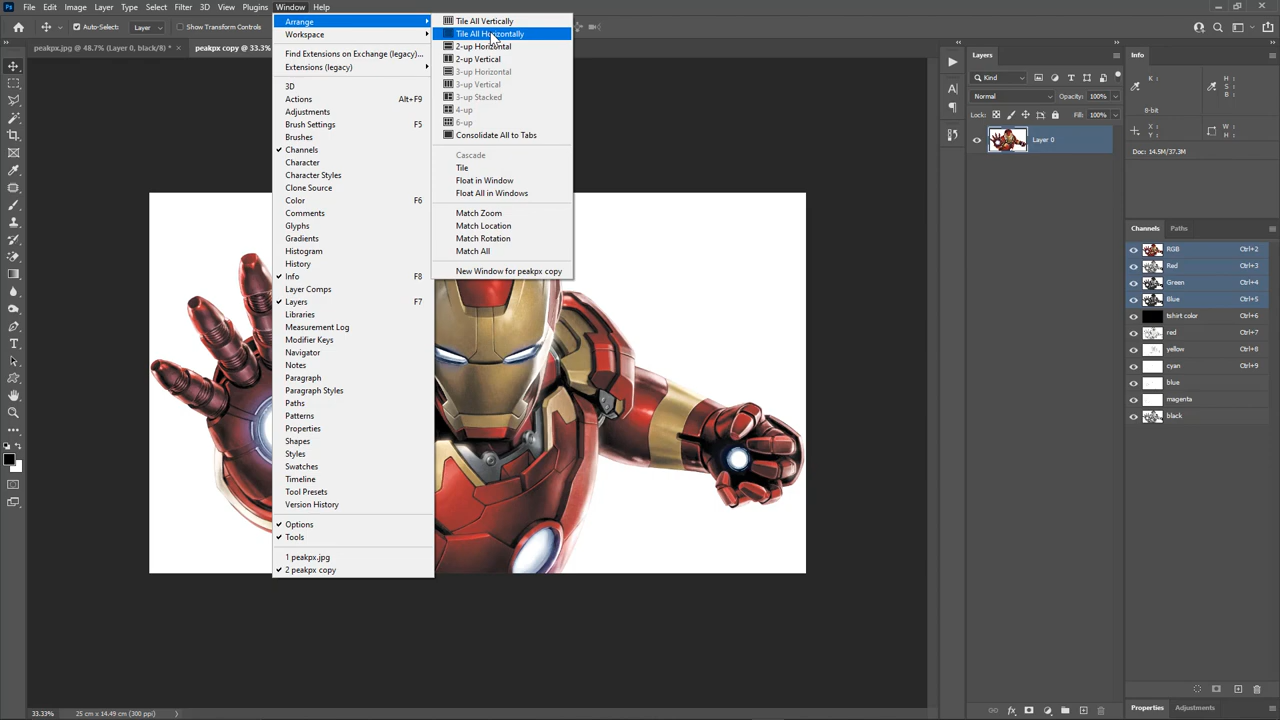 Ps File Edit Image Layer Type Select Filter 3D View Plugins Window Help
Auto-Select: Layer Show Transform Controls
peakpx.jpg @ 48.7% (Layer 0, black/8) * ×
peakpx copy @ 33.3%
Arrange
Workspace
Find Extensions on Exchange (legacy)...
Extensions (legacy)
3D
Actions Alt+F9
Adjustments
Brush Settings F5
Brushes
Channels
Character
Character Styles
Clone Source
Color F6
Comments
Glyphs
Gradients
Histogram
History
Info F8
Layer Comps
Layers F7
Libraries
Measurement Log
Modifier Keys
Navigator
Notes
Paragraph
Paragraph Styles
Paths
Patterns
Properties
Shapes
Styles
Swatches
Timeline
Tool Presets
Version History
Options
Tools
1 peakpx.jpg
2 peakpx copy
Tile All Vertically
Tile All Horizontally
2-up Horizontal
2-up Vertical
3-up Horizontal
3-up Vertical
3-up Stacked
4-up
6-up
Consolidate All to Tabs
Cascade
Tile
Float in Window
Float All in Windows
Match Zoom
Match Location
Match Rotation
Match All
New Window for peakpx copy
Layers
Kind
Normal Opacity: 100%
Lock: Fill: 100%
Layer 0
Info
K :
H :
S :
B :
8-bit
X :
Y :
W :
H :
Doc: 14.5M/37.3M
Channels Paths
RGB Ctrl+2
Red Ctrl+3
Green Ctrl+4
Blue Ctrl+5
tshirt color Ctrl+6
red Ctrl+7
yellow Ctrl+8
cyan Ctrl+9
blue
magenta
black
Properties Adjustments
33.33% 25 cm x 14.49 cm (300 ppi)